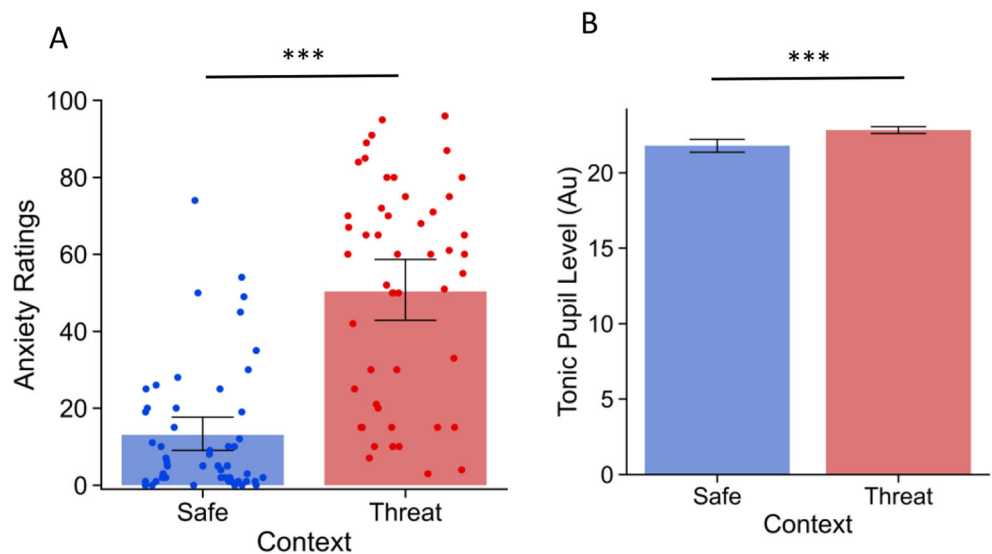 A
***
Anxiety Ratings
100
80
60
40
20
0
Safe
Threat
Context
B
***
Tonic Pupil Level (Au)
20
15
10
5
0
Safe
Threat
Context